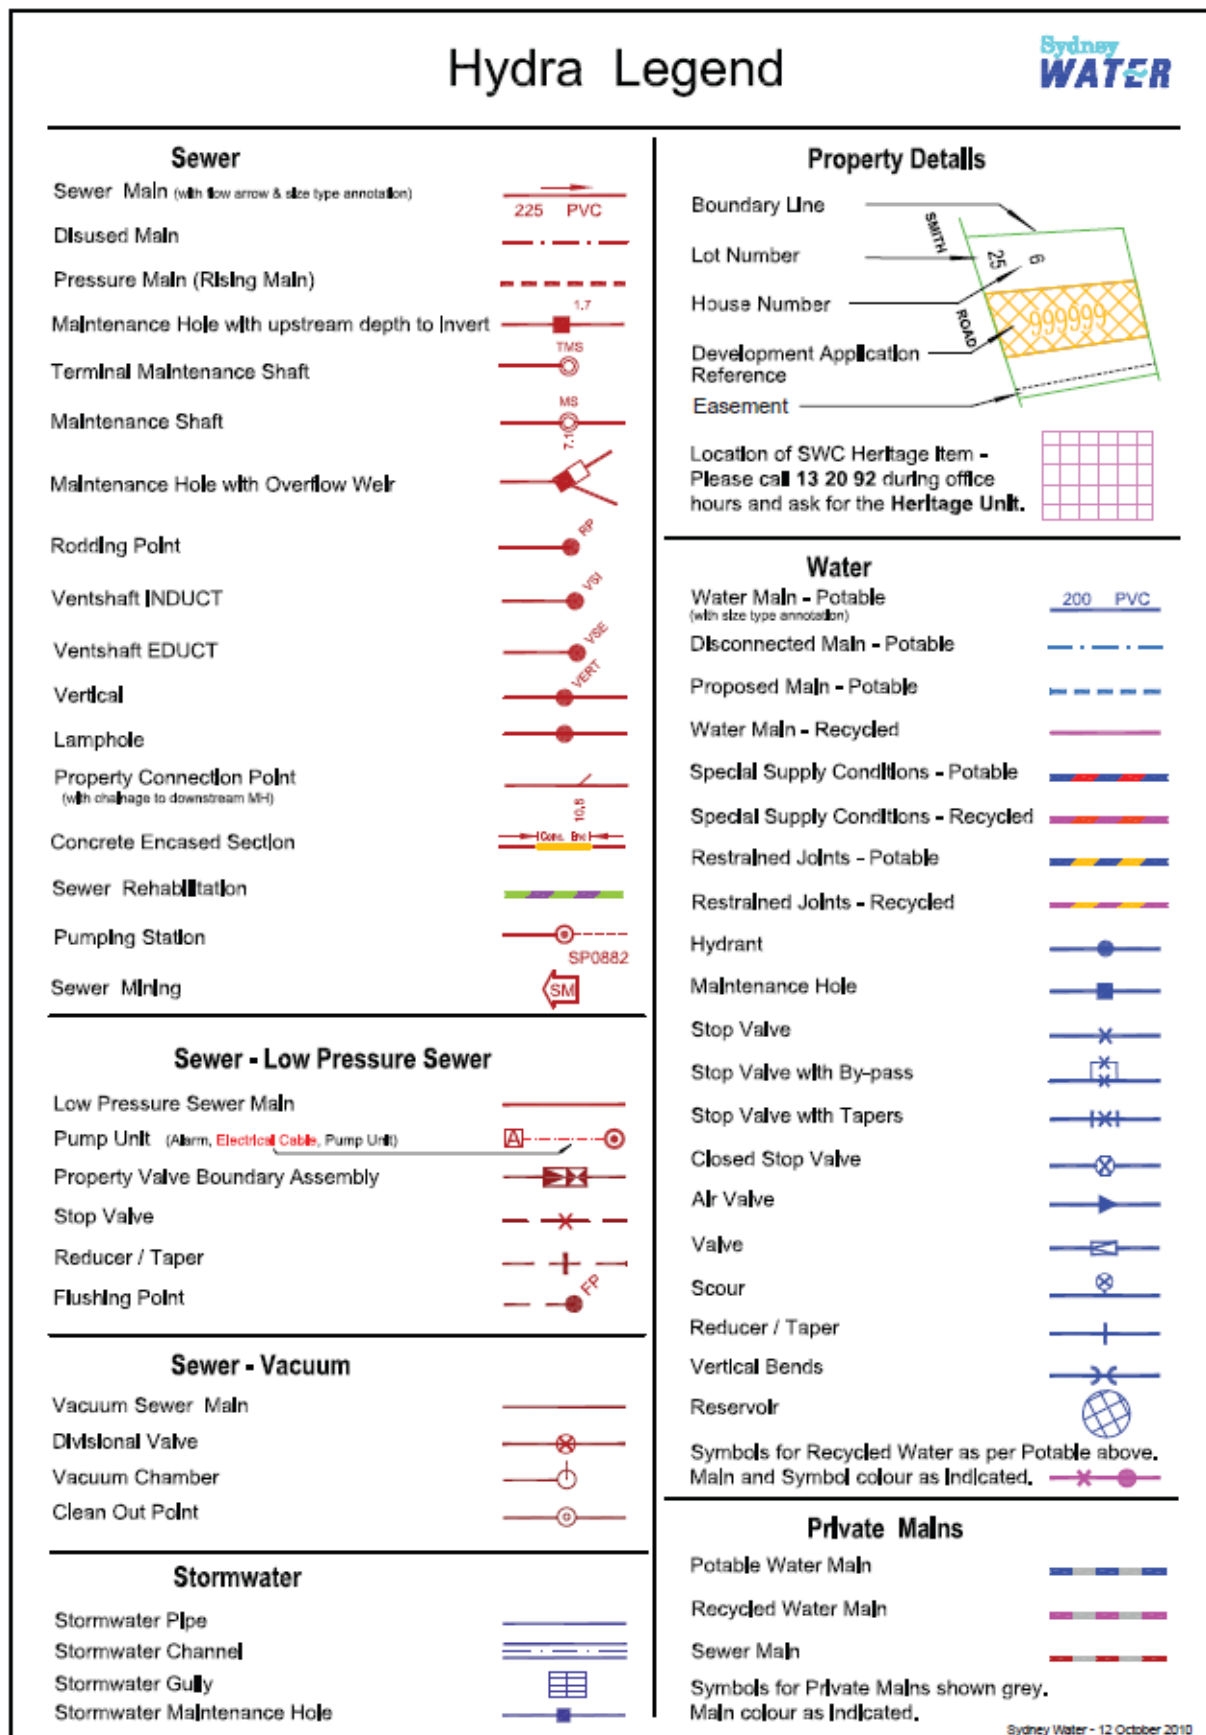 Hydra Legend
Sydney
WATER
Sewer
Sewer Main (with flow arrow & size type annotation)
225 PVC
Disused Main
Pressure Main (Rising Main)
Maintenance Hole with upstream depth to invert
1.7
Terminal Maintenance Shaft
TMS
Maintenance Shaft
MS
7.1
Maintenance Hole with Overflow Weir
Rodding Point
RP
Ventshaft INDUCT
VSI
Ventshaft EDUCT
VSE
Vertical
VERT
Lamphole
Property Connection Point
(with chainage to downstream MH)
10.8
Concrete Encased Section
Conc. Enc
Sewer Rehabilitation
Pumping Station
SP0882
Sewer Mining
SM
Sewer - Low Pressure Sewer
Low Pressure Sewer Main
Pump Unit (Alarm, Electrical Cable, Pump Unit)
A
Property Valve Boundary Assembly
Stop Valve
Reducer / Taper
Flushing Point
FP
Sewer - Vacuum
Vacuum Sewer Main
Divisional Valve
Vacuum Chamber
Clean Out Point
Stormwater
Stormwater Pipe
Stormwater Channel
Stormwater Gully
Stormwater Maintenance Hole
Property Details
Boundary Line
Lot Number
House Number
Development Application
Reference
Easement
SMITH
ROAD
25
6
999999
Location of SWC Heritage Item -
Please call 13 20 92 during office
hours and ask for the Heritage Unit.
Water
Water Main - Potable
(with size type annotation)
200 PVC
Disconnected Main - Potable
Proposed Main - Potable
Water Main - Recycled
Special Supply Conditions - Potable
Special Supply Conditions - Recycled
Restrained Joints - Potable
Restrained Joints - Recycled
Hydrant
Maintenance Hole
Stop Valve
Stop Valve with By-pass
Stop Valve with Tapers
Closed Stop Valve
Air Valve
Valve
Scour
Reducer / Taper
Vertical Bends
Reservoir
Symbols for Recycled Water as per Potable above.
Main and Symbol colour as Indicated.
Private Mains
Potable Water Main
Recycled Water Main
Sewer Main
Symbols for Private Mains shown grey.
Main colour as Indicated.
Sydney Water - 12 October 2010